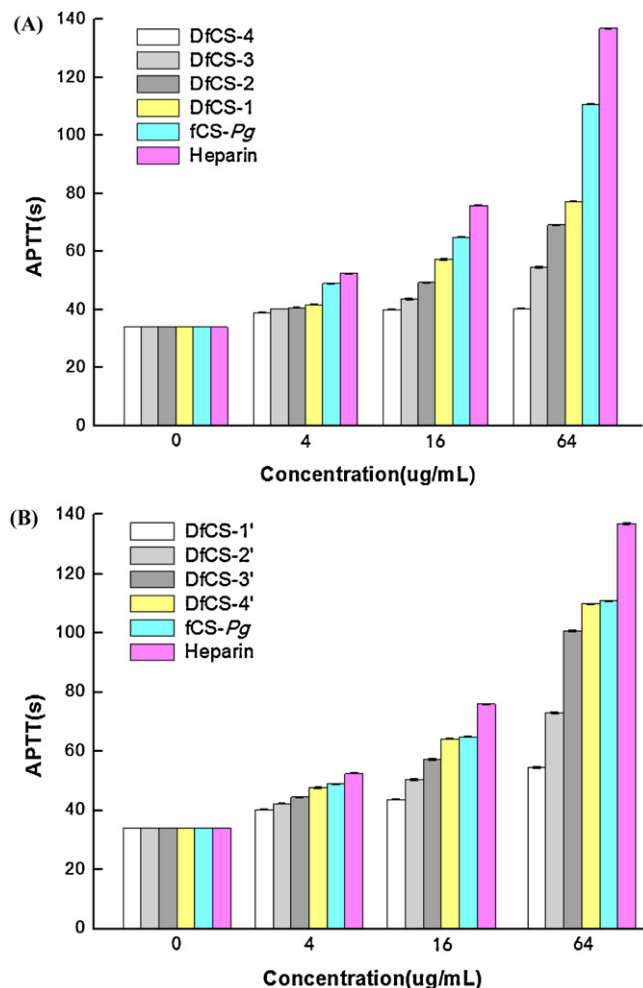 (A)
140
120
100
80
60
40
20
0
APTT(s)
DfCS-4
DfCS-3
DfCS-2
DfCS-1
fCS-Pg
Heparin
0 4 16 64
Concentration(ug/mL)
(B)
140
120
100
80
60
40
20
0
APTT(s)
DfCS-1'
DfCS-2'
DfCS-3'
DfCS-4'
fCS-Pg
Heparin
0 4 16 64
Concentration(ug/mL)